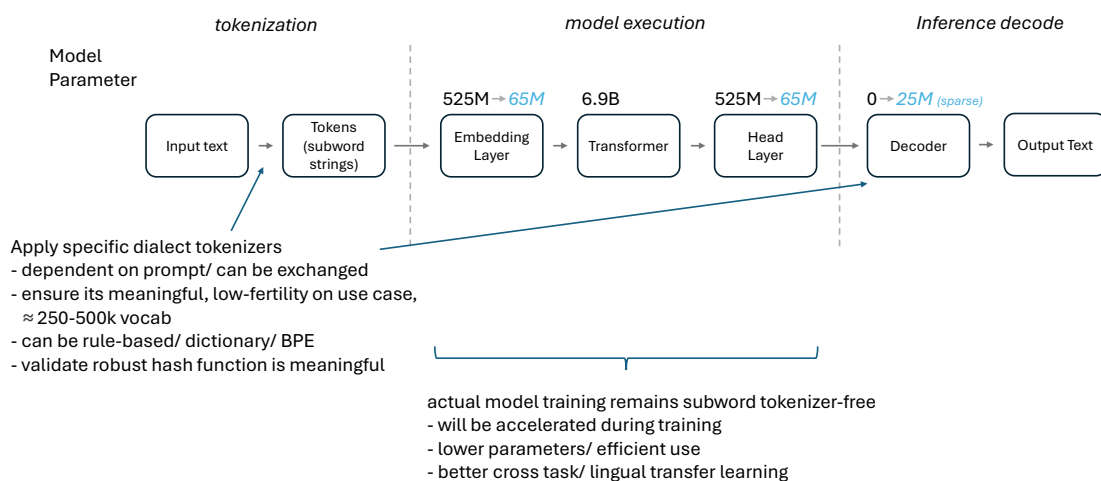 tokenization
model execution
Inference decode
Model
Parameter
525M → 65M
6.9B
525M → 65M
0 → 25M (sparse)
Input text
Tokens
(subword
strings)
Embedding
Layer
Transformer
Head
Layer
Decoder
Output Text
Apply specific dialect tokenizers
- dependent on prompt/ can be exchanged
- ensure its meaningful, low-fertility on use case,
≈ 250-500k vocab
- can be rule-based/ dictionary/ BPE
- validate robust hash function is meaningful
actual model training remains subword tokenizer-free
- will be accelerated during training
- lower parameters/ efficient use
- better cross task/ lingual transfer learning